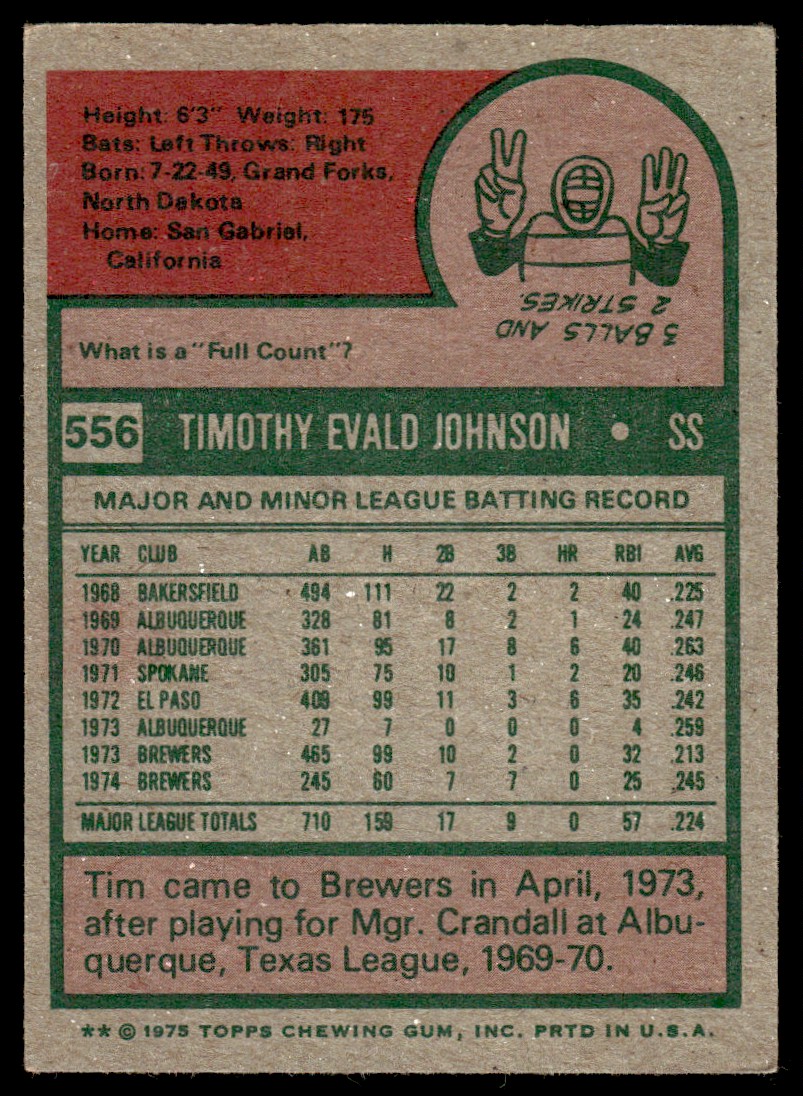 Height: 6'3" Weight: 175
Bats: Left Throws: Right
Born: 7-22-49, Grand Forks,
North Dakota
Home: San Gabriel,
California
What is a "Full Count"?
3 BALLS AND
2 STRIKES.
556 TIMOTHY EVALD JOHNSON • SS
MAJOR AND MINOR LEAGUE BATTING RECORD
YEAR CLUB AB H 2B 3B HR RBI AVG
1968 BAKERSFIELD 494 111 22 2 2 40 .225
1969 ALBUQUERQUE 328 81 8 2 1 24 .247
1970 ALBUQUERQUE 361 95 17 8 6 40 .263
1971 SPOKANE 305 75 10 1 2 20 .246
1972 EL PASO 409 99 11 3 6 35 .242
1973 ALBUQUERQUE 27 7 0 0 0 4 .259
1973 BREWERS 465 99 10 2 0 32 .213
1974 BREWERS 245 60 7 7 0 25 .245
MAJOR LEAGUE TOTALS 710 159 17 9 0 57 .224
Tim came to Brewers in April, 1973,
after playing for Mgr. Crandall at Albu-
querque, Texas League, 1969-70.
** © 1975 TOPPS CHEWING GUM, INC. PRTD IN U.S.A.